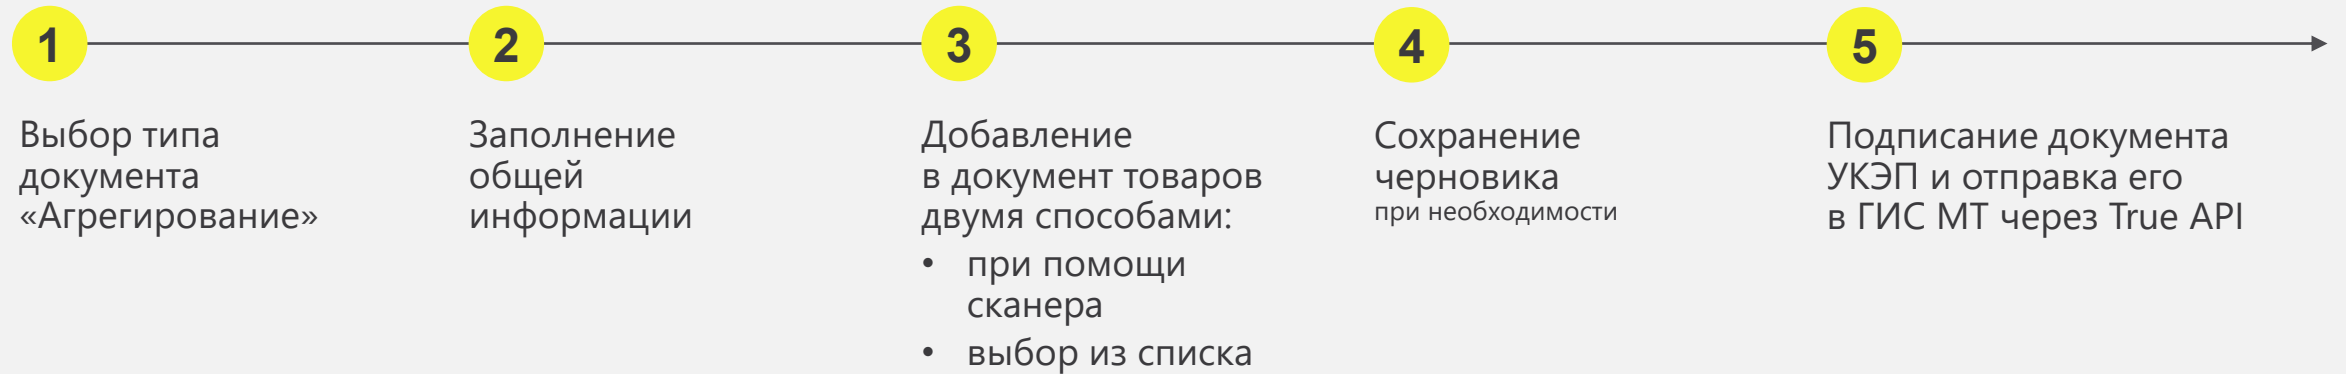 1
Выбор типа
документа
«Агрегирование»
2
Заполнение
общей
информации
3
Добавление
в документ товаров
двумя способами:
• при помощи
сканера
• выбор из списка
4
Сохранение
черновика
при необходимости
5
Подписание документа
УКЭП и отправка его
в ГИС МТ через True API